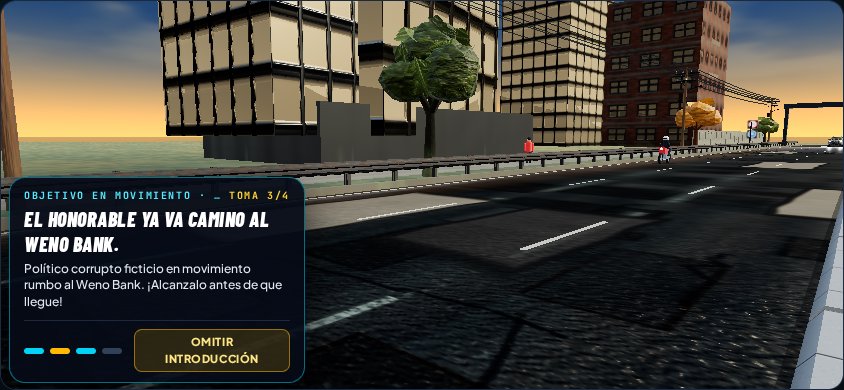 OBJETIVO EN MOVIMIENTO · … TOMA 3/4
EL HONORABLE YA VA CAMINO AL
WENO BANK.
Político corrupto ficticio en movimiento
rumbo al Weno Bank. ¡Alcanzalo antes de que
llegue!
OMITIR
INTRODUCCIÓN